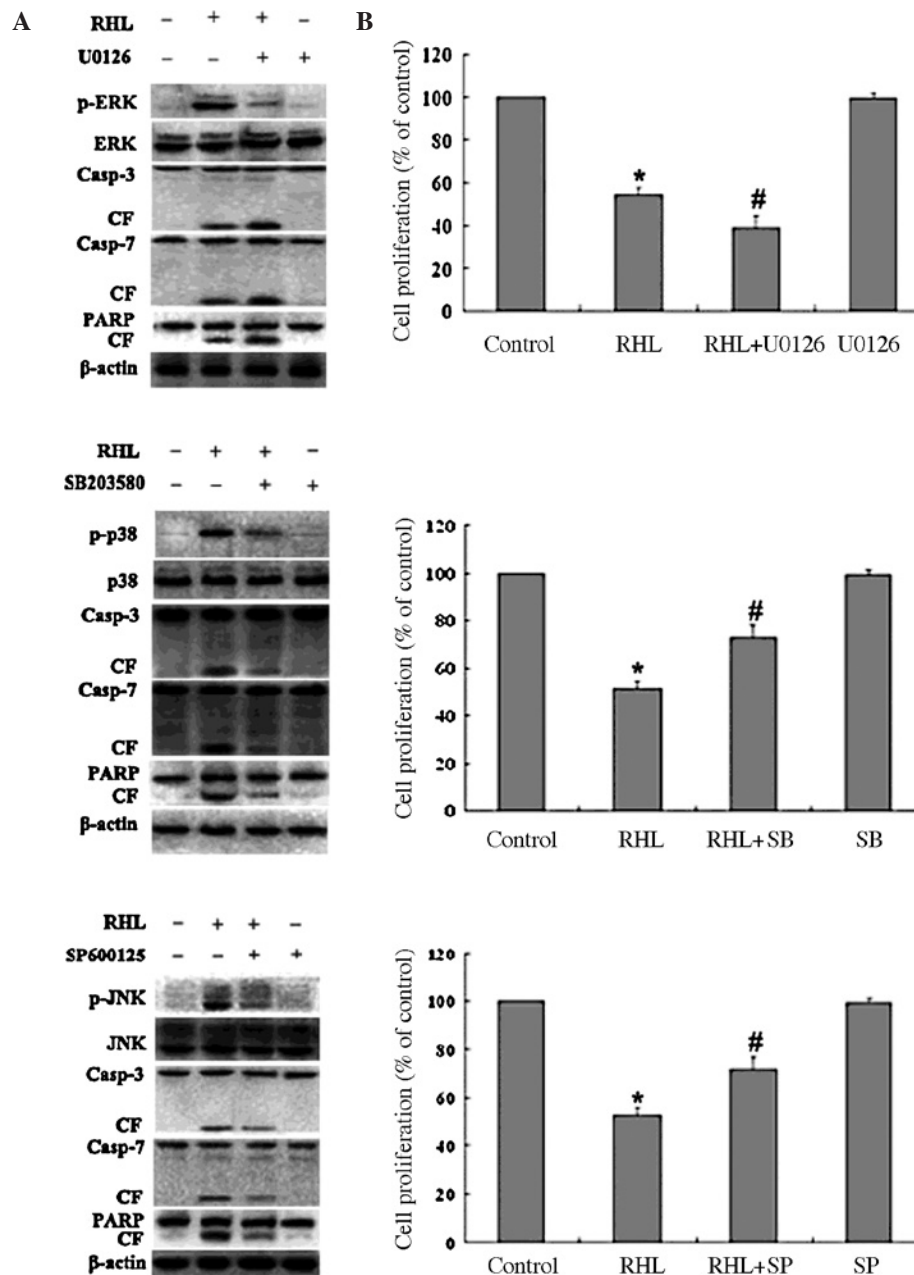 A
RHL - + + -
U0126 - - + +
p-ERK
ERK
Casp-3
CF
Casp-7
CF
PARP
CF
β-actin
B
Cell proliferation (% of control)
120
100
80
60
40
20
0
*
#
Control RHL RHL+U0126 U0126
RHL - + + -
SB203580 - - + +
p-p38
p38
Casp-3
CF
Casp-7
CF
PARP
CF
β-actin
Cell proliferation (% of control)
120
100
80
60
40
20
0
*
#
Control RHL RHL+SB SB
RHL - + + -
SP600125 - - + +
p-JNK
JNK
Casp-3
CF
Casp-7
CF
PARP
CF
β-actin
Cell proliferation (% of control)
120
100
80
60
40
20
0
*
#
Control RHL RHL+SP SP